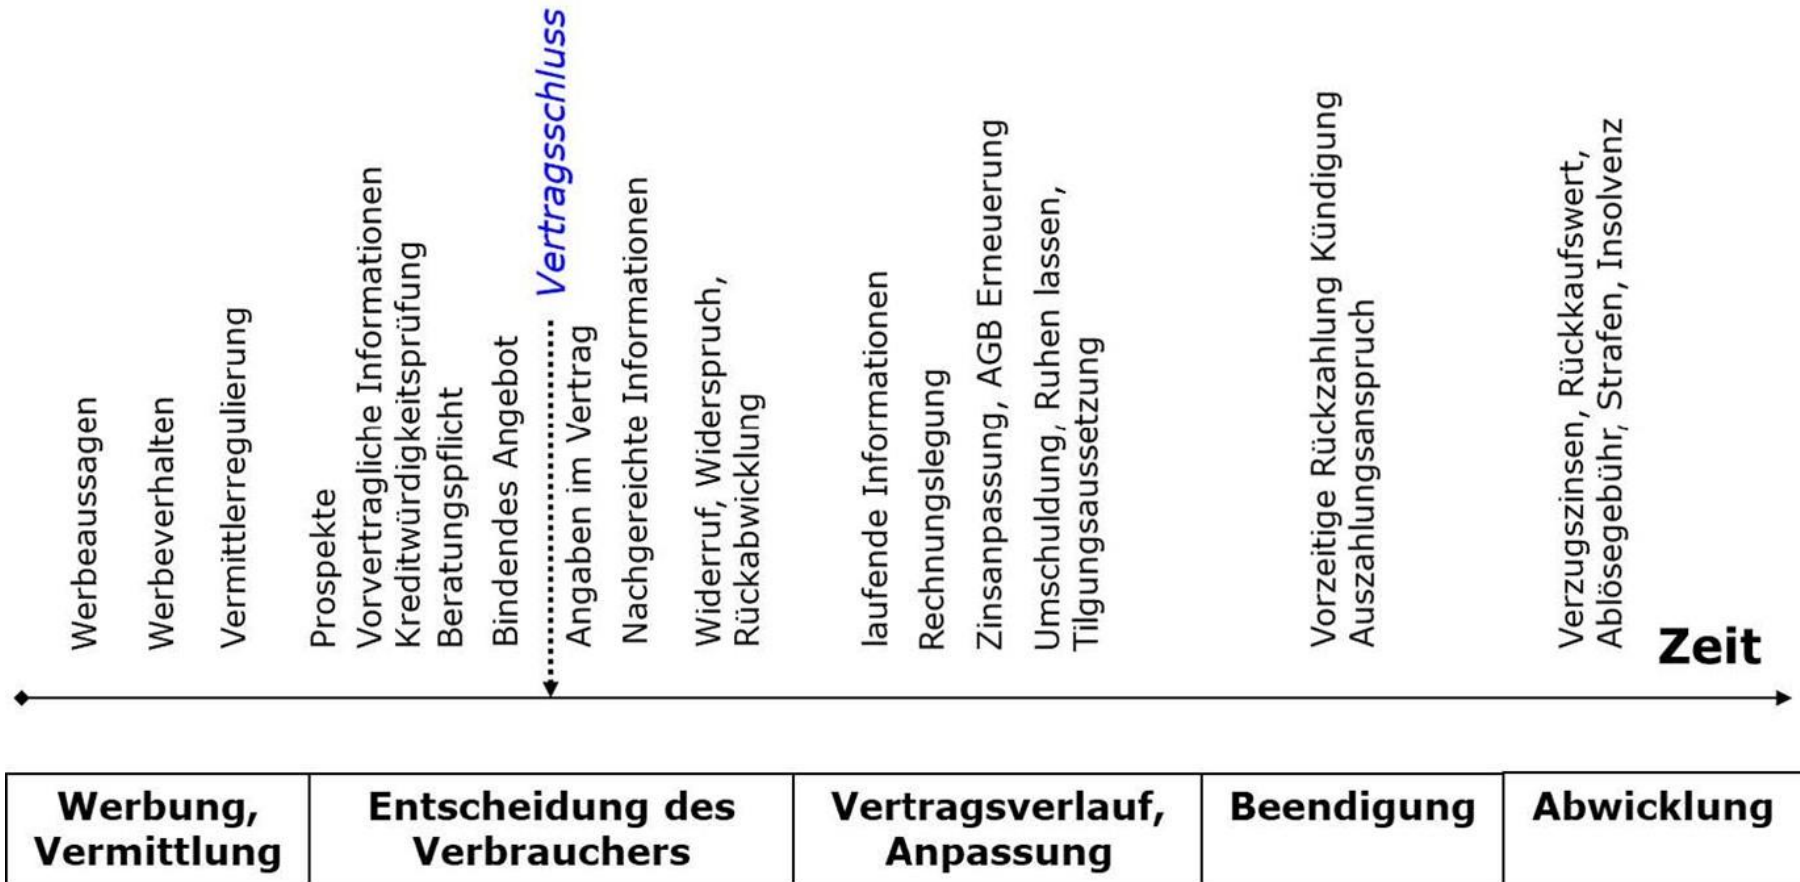 Vertragsschluss
Werbeaussagen
Werbeverhalten
Vermittlerregulierung
Prospekte
Vorvertragliche Informationen
Kreditwürdigkeitsprüfung
Beratungspflicht
Bindendes Angebot
Angaben im Vertrag
Nachgereichte Informationen
Widerruf, Widerspruch,
Rückabwicklung
laufende Informationen
Rechnungslegung
Zinsanpassung, AGB Erneuerung
Umschuldung, Ruhen lassen,
Tilgungsaussetzung
Vorzeitige Rückzahlung Kündigung
Auszahlungsanspruch
Verzugszinsen, Rückkaufswert,
Ablösegebühr, Strafen, Insolvenz
Zeit
Werbung,
Vermittlung
Entscheidung des
Verbrauchers
Vertragsverlauf,
Anpassung
Beendigung
Abwicklung